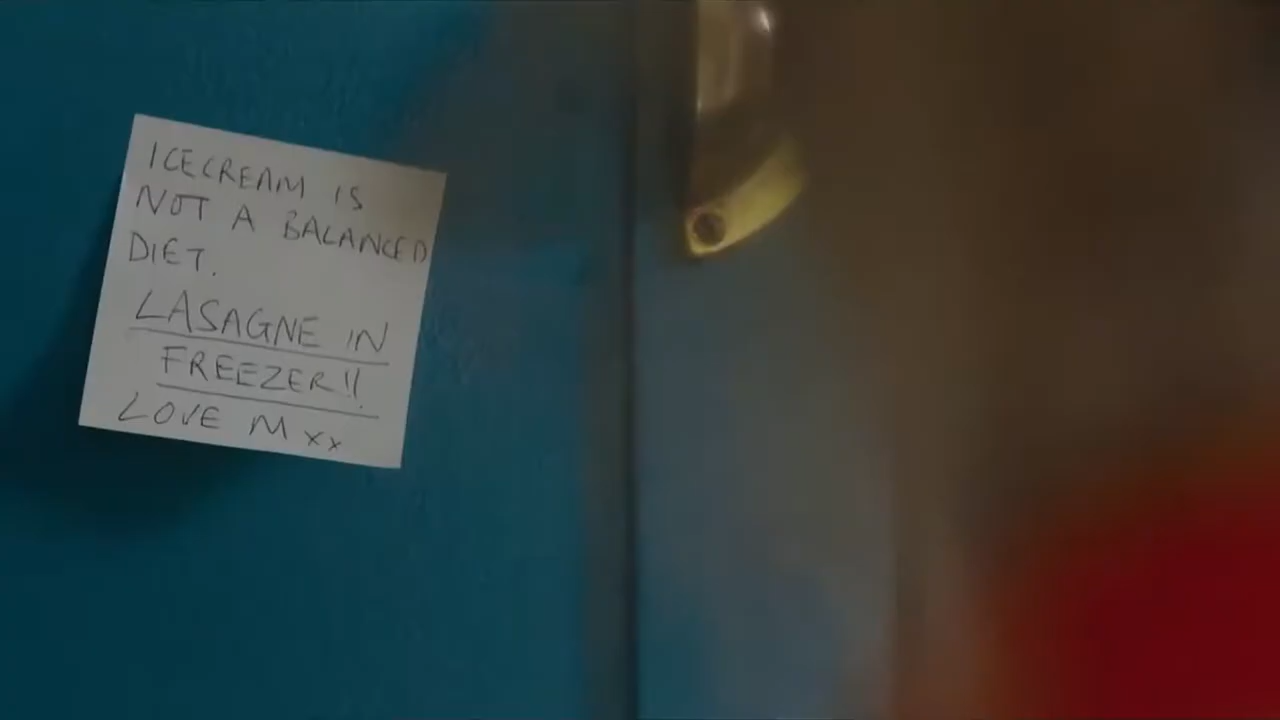 ICECREAM IS
NOT A BALANCED
DIET.
LASAGNE IN
FREEZER!!
LOVE M xx